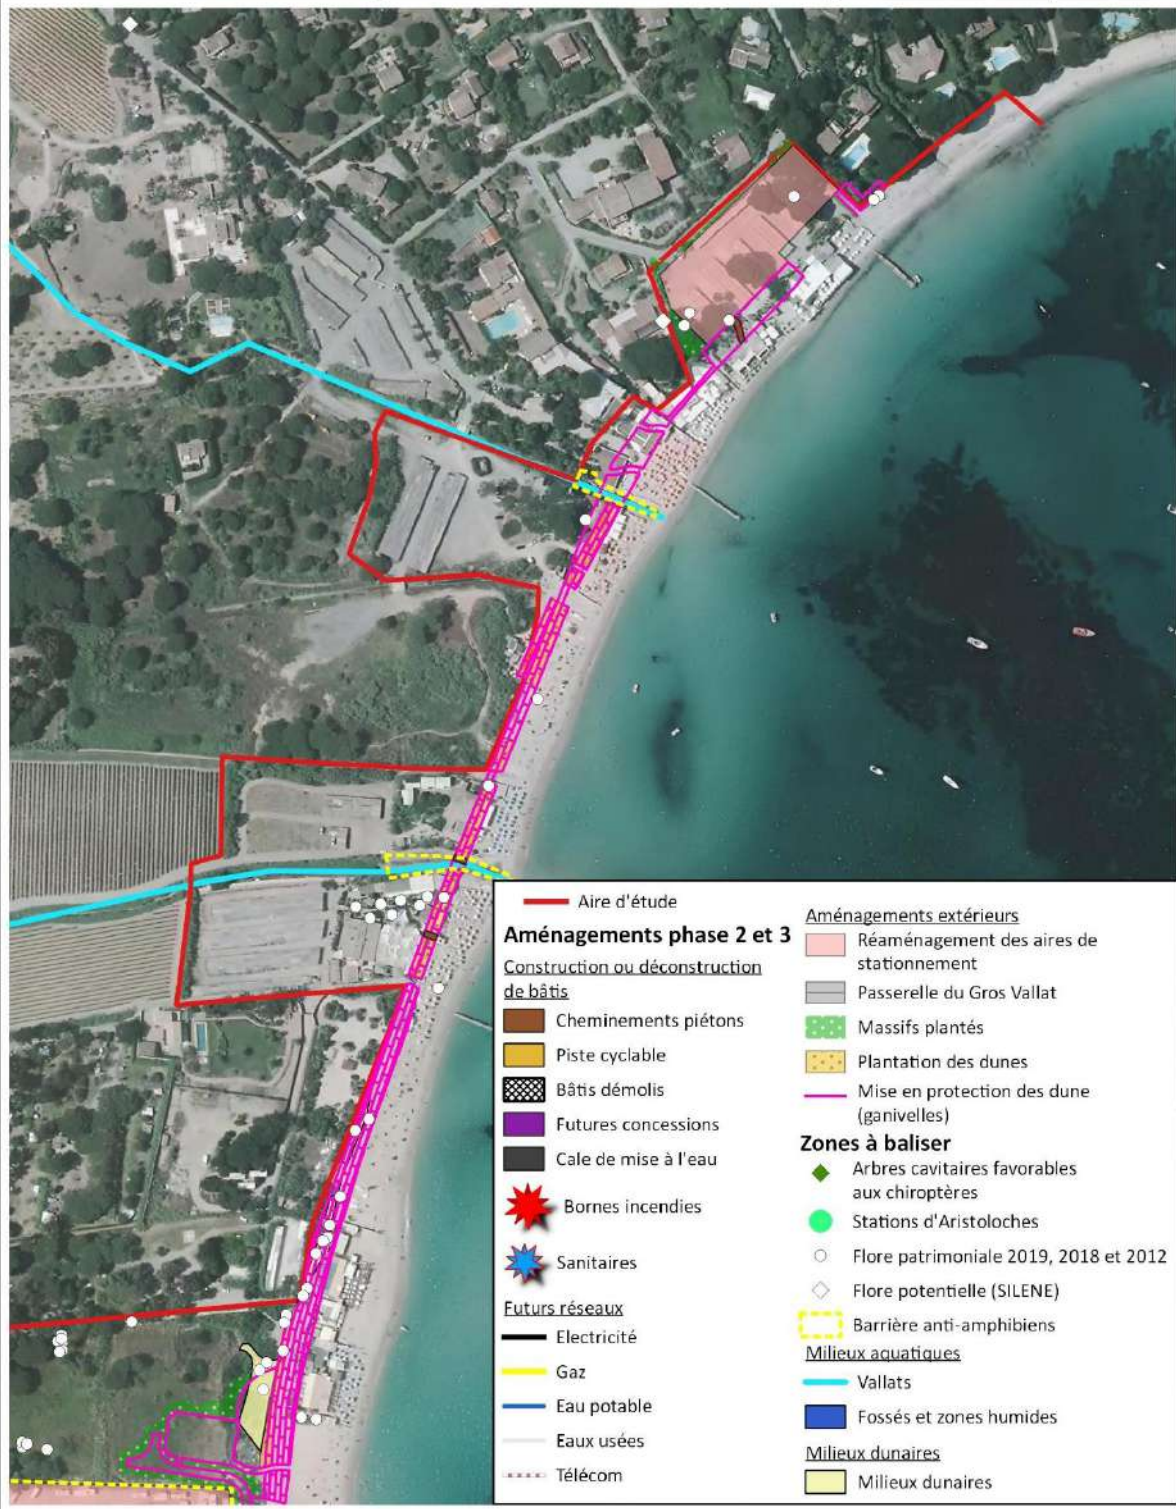 Aire d'étude
Aménagements phase 2 et 3
Construction ou déconstruction
de bâtis
Cheminements piétons
Piste cyclable
Bâtis démolis
Futures concessions
Cale de mise à l'eau
Bornes incendies
Sanitaires
Futurs réseaux
Electricité
Gaz
Eau potable
Eaux usées
Télécom
Aménagements extérieurs
Réaménagement des aires de
stationnement
Passerelle du Gros Vallat
Massifs plantés
Plantation des dunes
Mise en protection des dune
(ganivelles)
Zones à baliser
Arbres cavitaires favorables
aux chiroptères
Stations d'Aristoloches
Flore patrimoniale 2019, 2018 et 2012
Flore potentielle (SILENE)
Barrière anti-amphibiens
Milieux aquatiques
Vallats
Fossés et zones humides
Milieux dunaires
Milieux dunaires